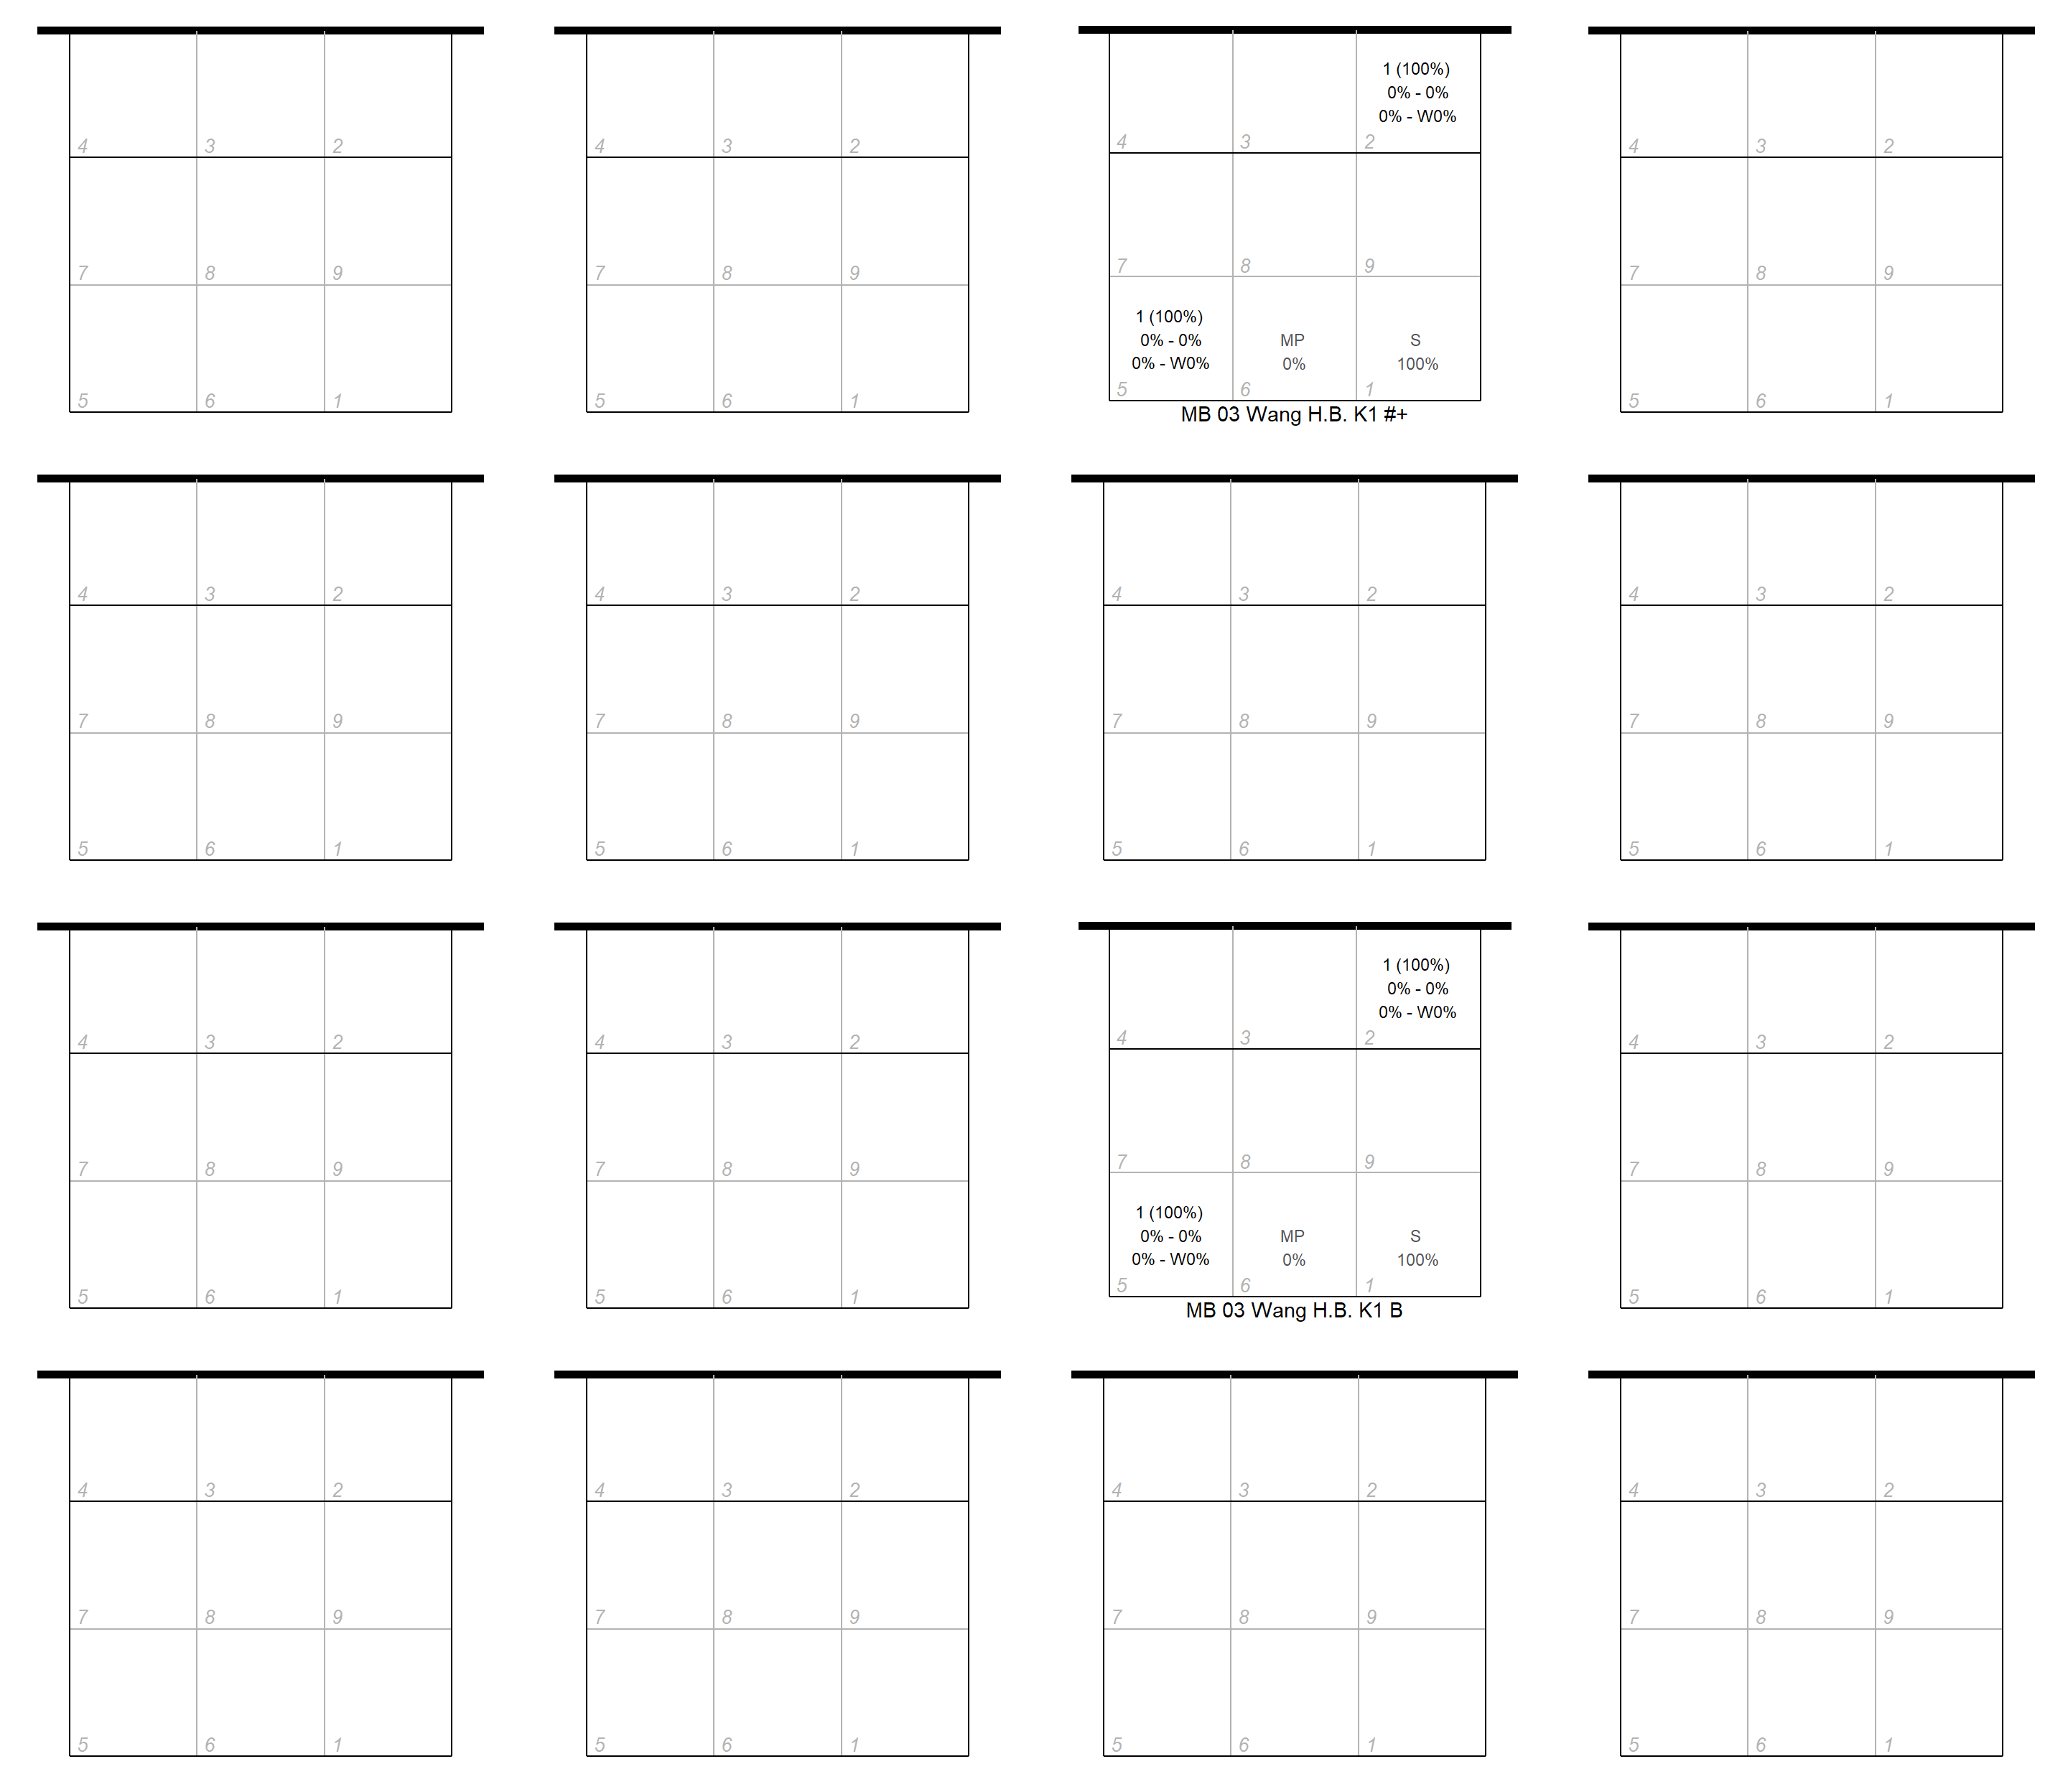 4 3 2 4 3 2 4 3 2 4 3 2
1 (100%)
0% - 0%
0% - W0%
7 8 9 7 8 9 7 8 9 7 8 9
1 (100%)
0% - 0% MP S
0% - W0% 0% 100%
5 6 1 5 6 1 5 6 1 5 6 1
MB 03 Wang H.B. K1 #+
4 3 2 4 3 2 4 3 2 4 3 2
7 8 9 7 8 9 7 8 9 7 8 9
5 6 1 5 6 1 5 6 1 5 6 1
1 (100%)
0% - 0%
0% - W0%
4 3 2 4 3 2 4 3 2 4 3 2
7 8 9 7 8 9 7 8 9 7 8 9
1 (100%)
0% - 0% MP S
0% - W0% 0% 100%
5 6 1 5 6 1 5 6 1 5 6 1
MB 03 Wang H.B. K1 B
4 3 2 4 3 2 4 3 2 4 3 2
7 8 9 7 8 9 7 8 9 7 8 9
5 6 1 5 6 1 5 6 1 5 6 1